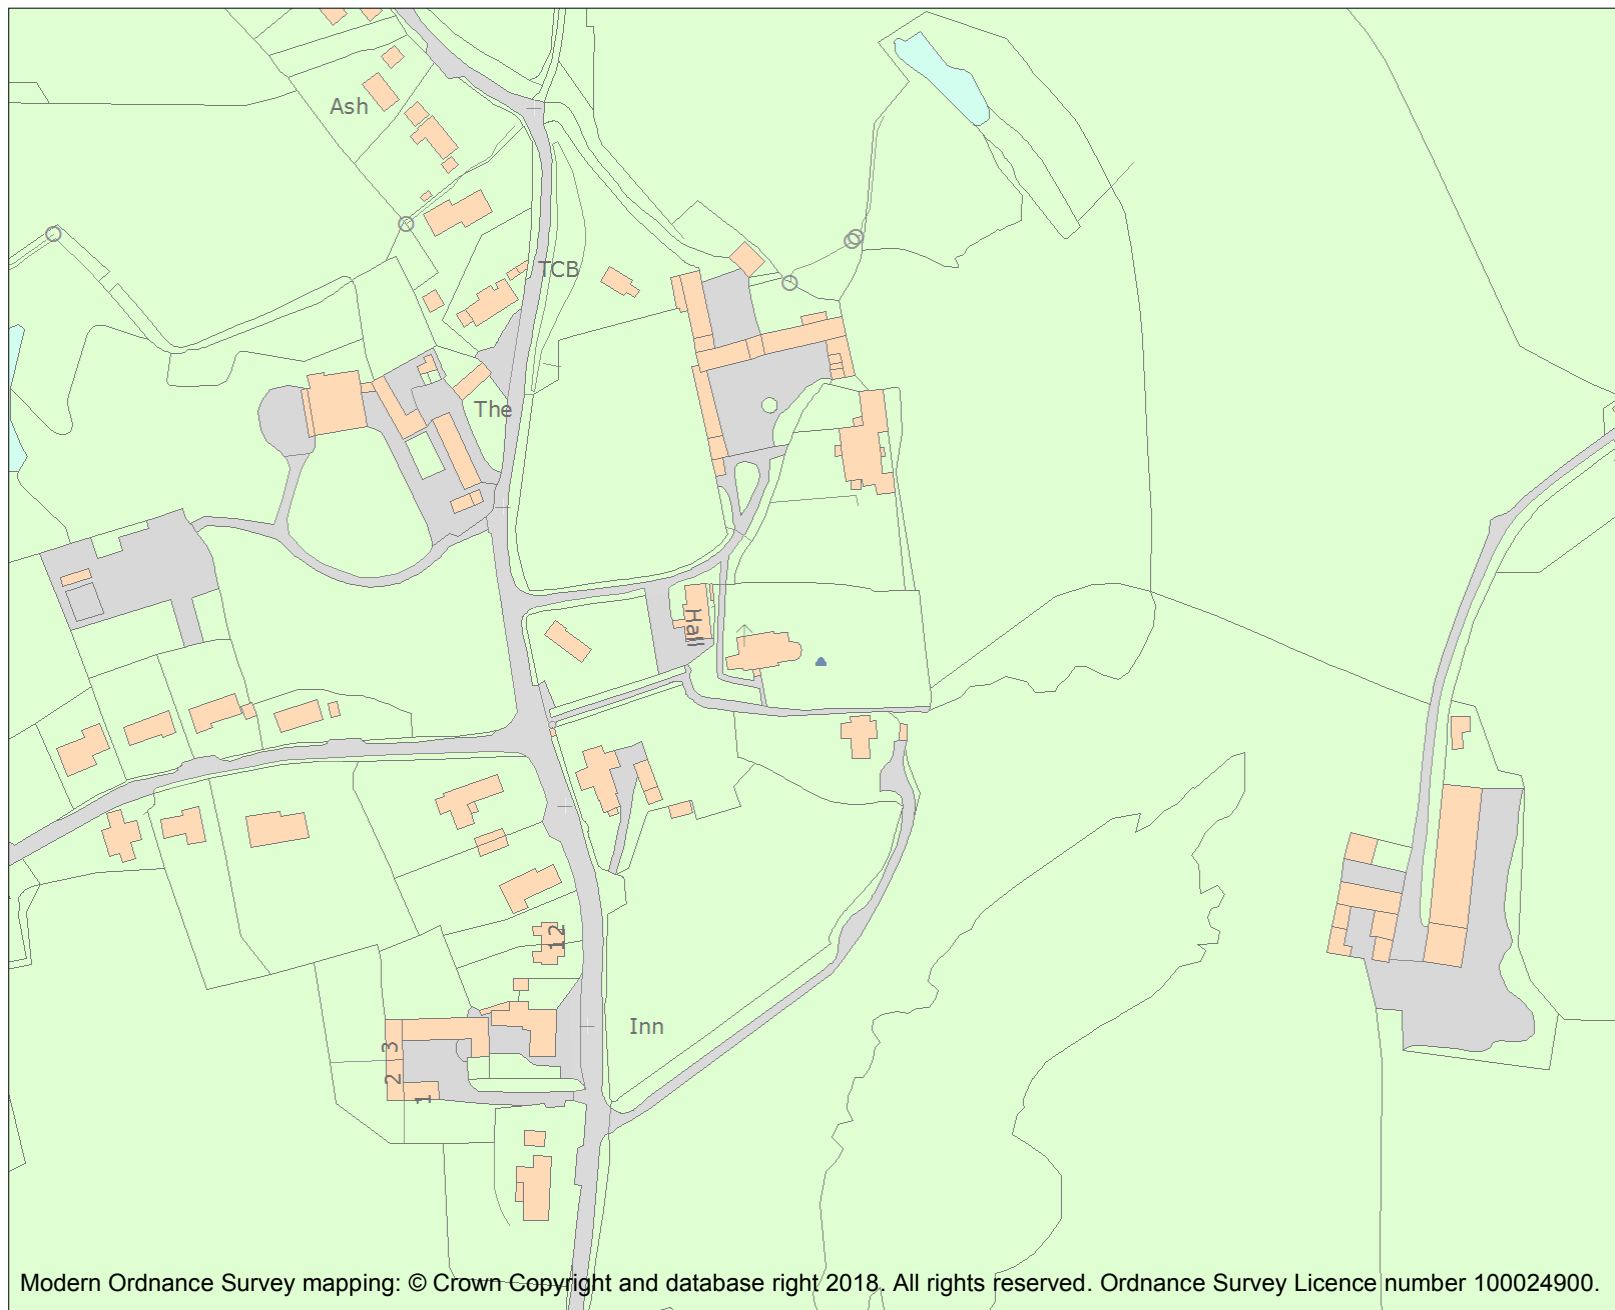 Ash
TCB
The
Hall
12
Inn
3
2
1
Modern Ordnance Survey mapping: © Crown Copyright and database right 2018. All rights reserved. Ordnance Survey Licence number 100024900.